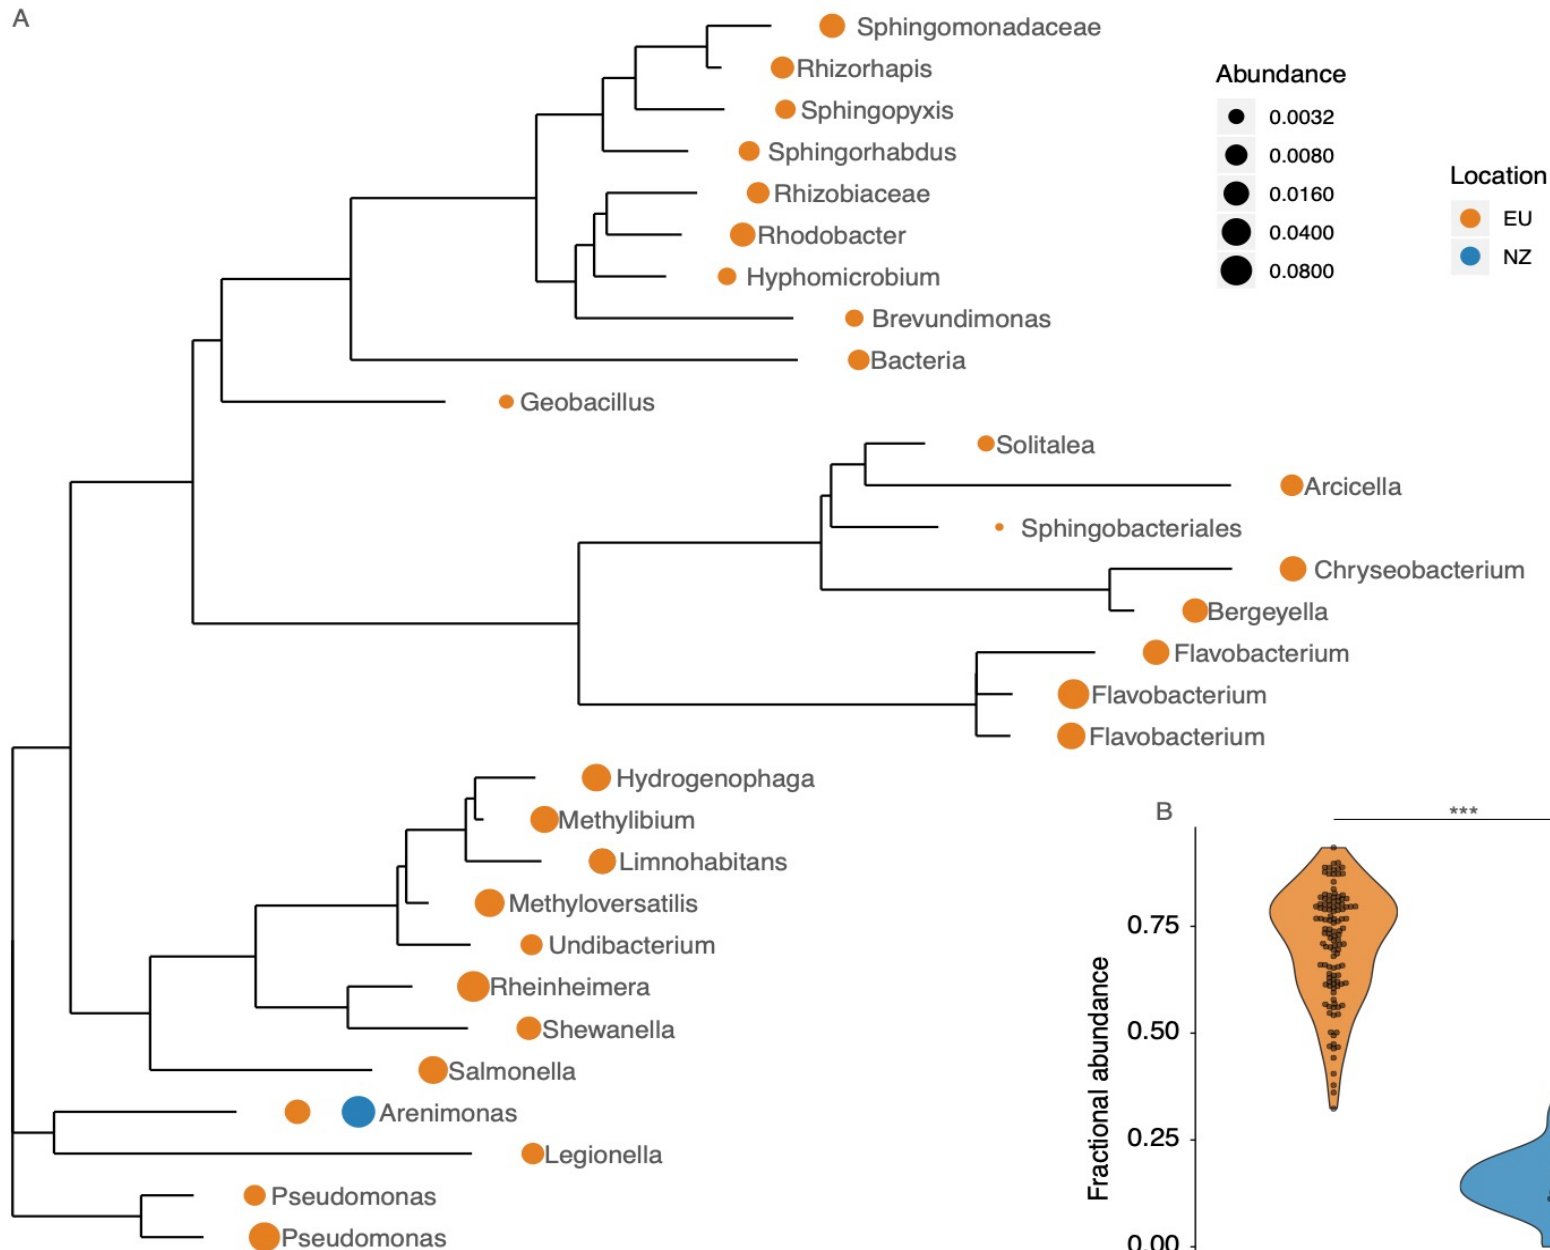 A
Sphingomonadaceae
Rhizorhapis
Sphingopyxis
Sphingorhabdus
Rhizobiaceae
Rhodobacter
Hyphomicrobium
Brevundimonas
Bacteria
Geobacillus
Solitalea
Arcicella
Sphingobacteriales
Chryseobacterium
Bergeyella
Flavobacterium
Flavobacterium
Flavobacterium
Hydrogenophaga
Methylibium
Limnohabitans
Methyloversatilis
Undibacterium
Rheinheimera
Shewanella
Salmonella
Arenimonas
Legionella
Pseudomonas
Pseudomonas
Abundance
0.0032
0.0080
0.0160
0.0400
0.0800
Location
EU
NZ
B
***
Fractional abundance
0.75
0.50
0.25
0.00